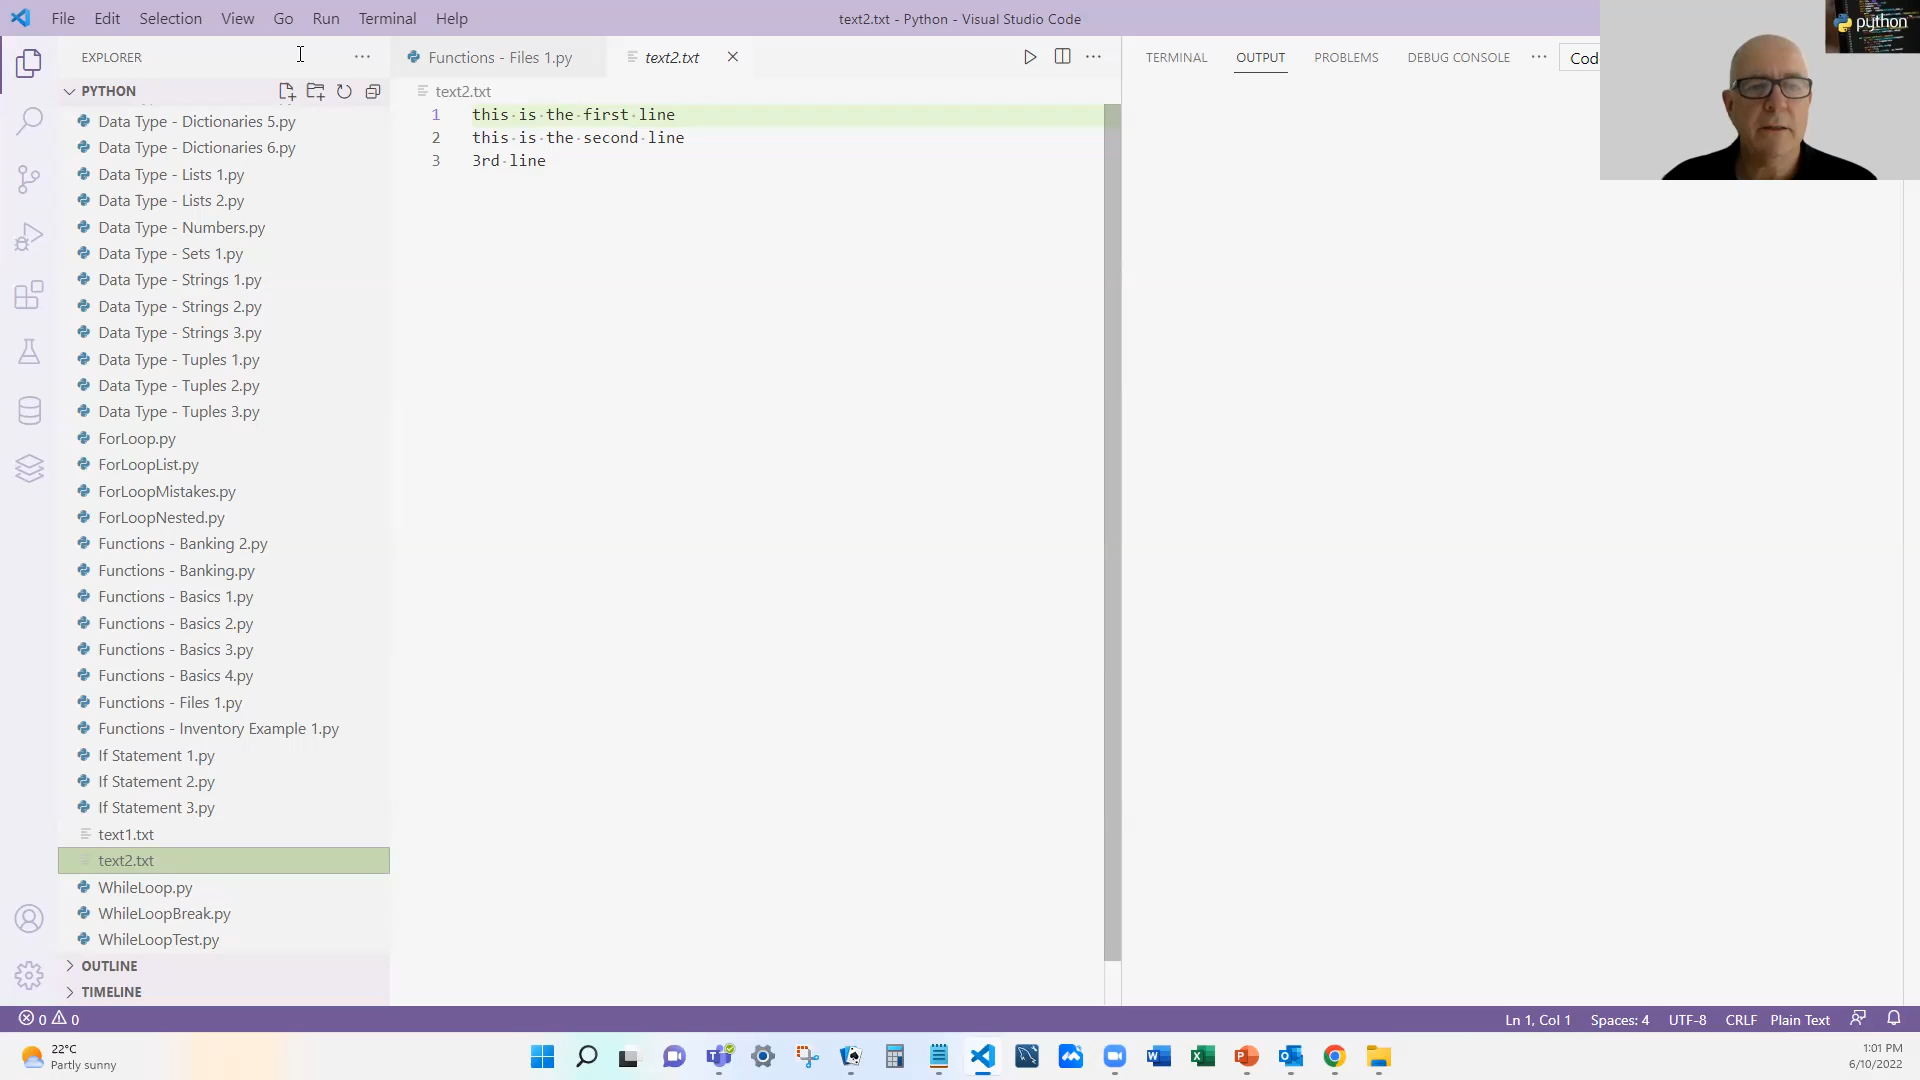 File Edit Selection View Go Run Terminal Help
text2.txt - Python - Visual Studio Code
python
EXPLORER
Functions - Files 1.py
text2.txt
TERMINAL
OUTPUT
PROBLEMS
DEBUG CONSOLE
Cod
PYTHON
text2.txt
Data Type - Dictionaries 5.py
Data Type - Dictionaries 6.py
Data Type - Lists 1.py
Data Type - Lists 2.py
Data Type - Numbers.py
Data Type - Sets 1.py
Data Type - Strings 1.py
Data Type - Strings 2.py
Data Type - Strings 3.py
Data Type - Tuples 1.py
Data Type - Tuples 2.py
Data Type - Tuples 3.py
ForLoop.py
ForLoopList.py
ForLoopMistakes.py
ForLoopNested.py
Functions - Banking 2.py
Functions - Banking.py
Functions - Basics 1.py
Functions - Basics 2.py
Functions - Basics 3.py
Functions - Basics 4.py
Functions - Files 1.py
Functions - Inventory Example 1.py
If Statement 1.py
If Statement 2.py
If Statement 3.py
text1.txt
text2.txt
WhileLoop.py
WhileLoopBreak.py
WhileLoopTest.py
OUTLINE
TIMELINE
1 this is the first line
2 this is the second line
3 3rd line
0 0
Ln 1, Col 1
Spaces: 4
UTF-8
CRLF
Plain Text
22°C
Partly sunny
1:01 PM
6/10/2022